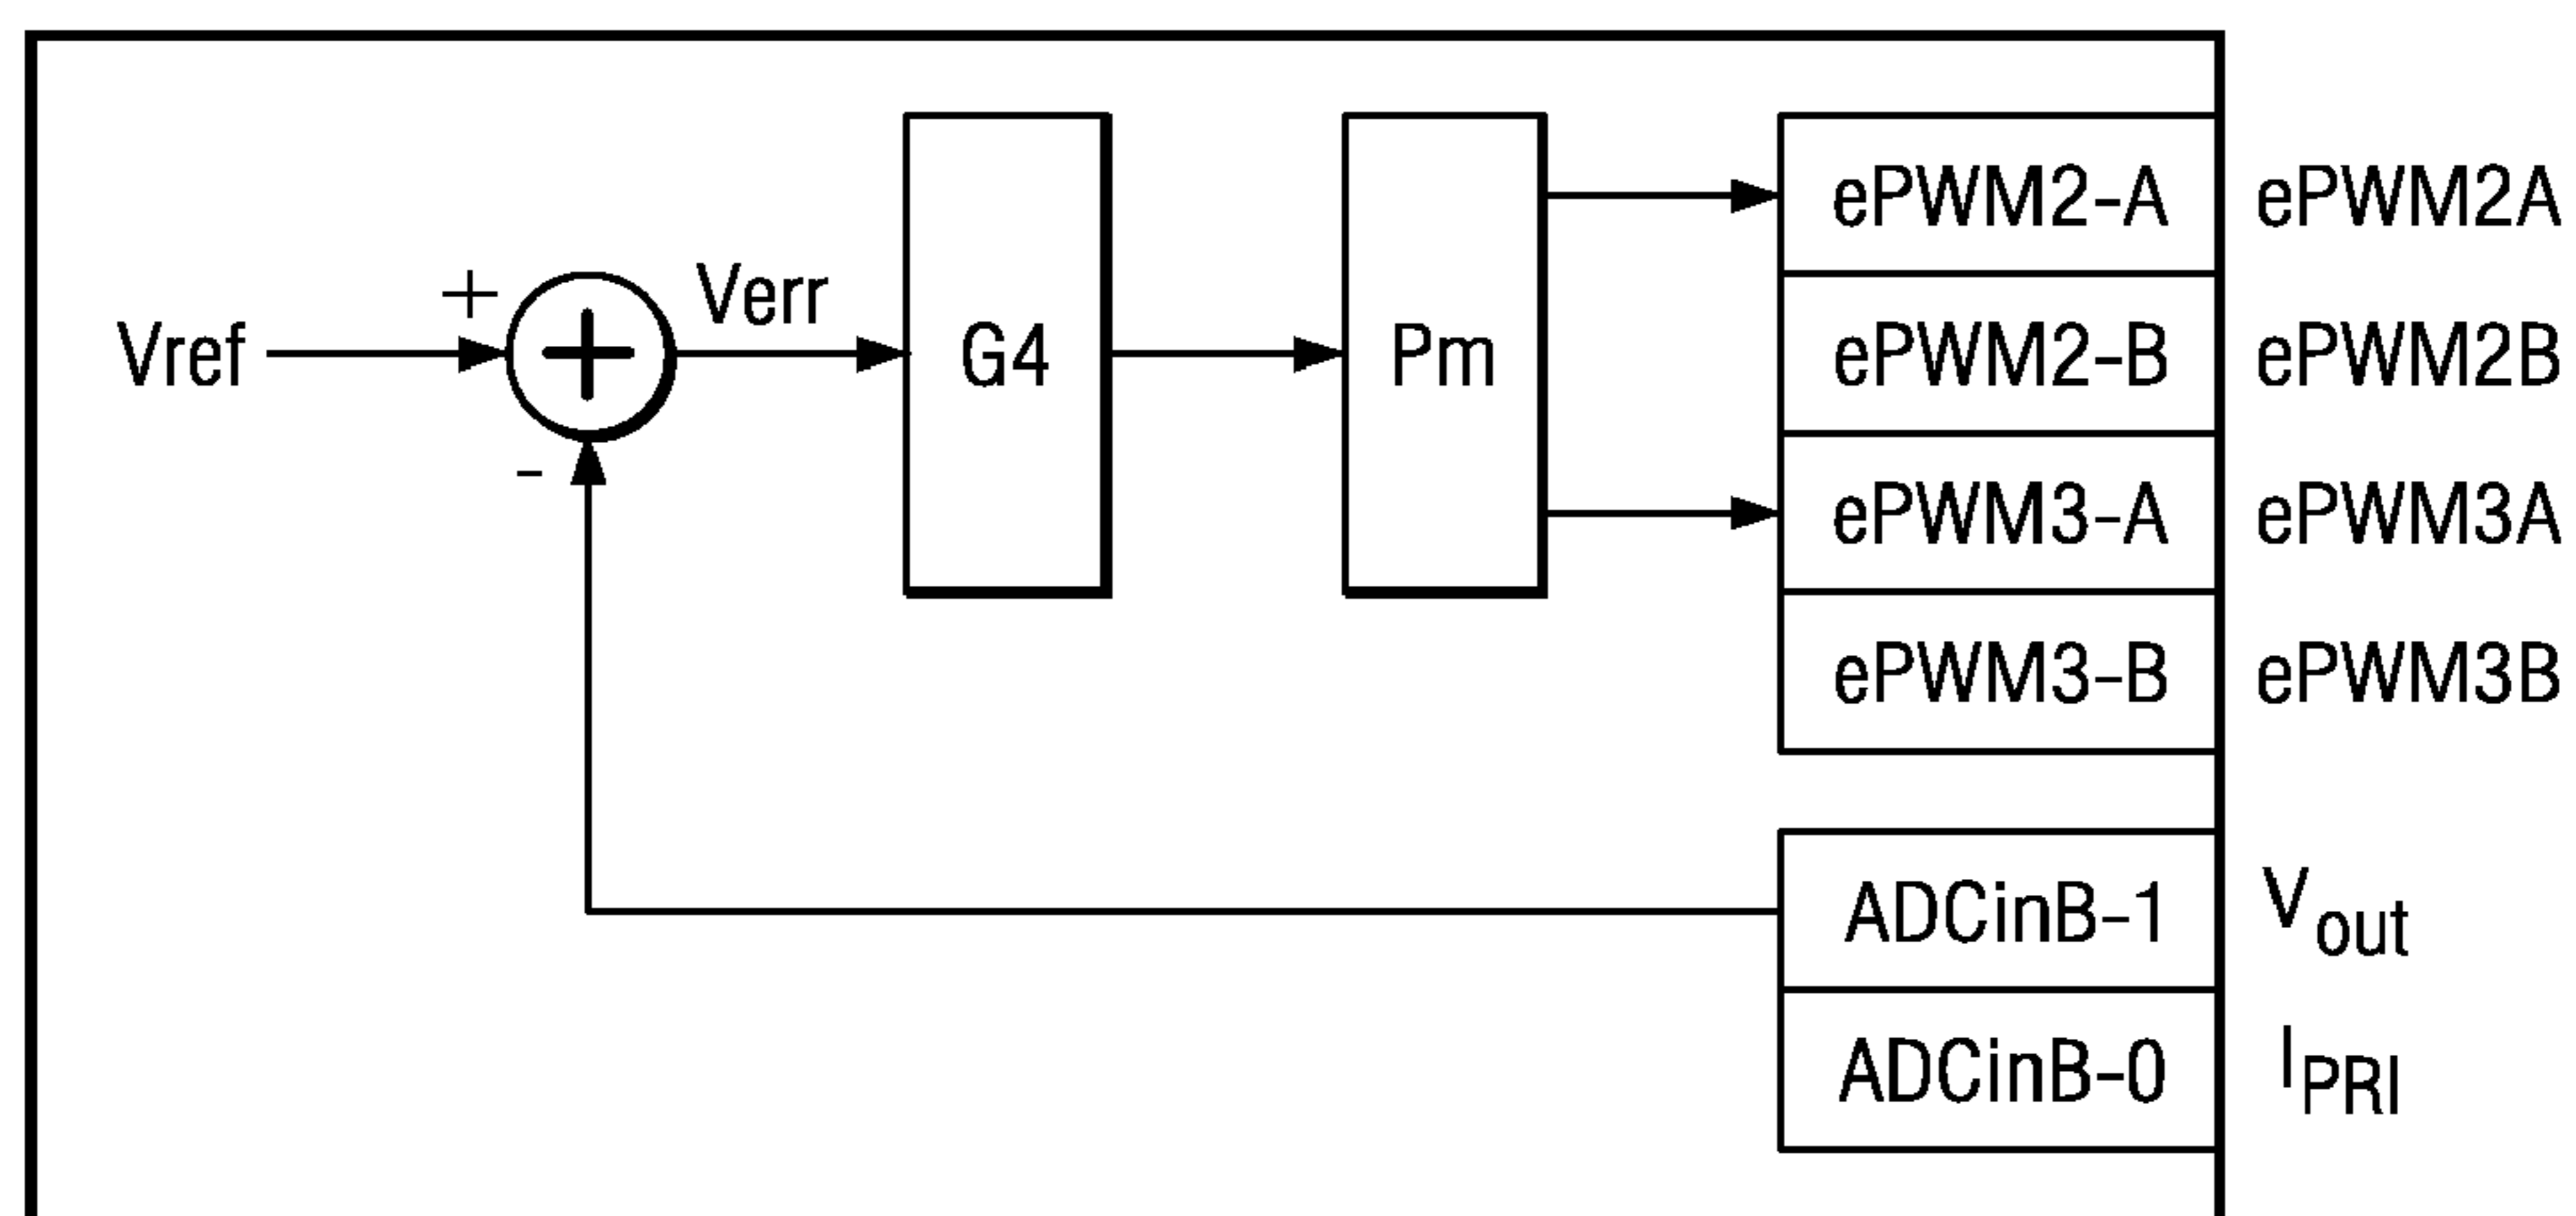 ePWM2-A ePWM2A
+ Verr
Vref + G4 Pm ePWM2-B ePWM2B
-
ePWM3-A ePWM3A
ePWM3-B ePWM3B
ADCinB-1 Vout
ADCinB-0 IPRI